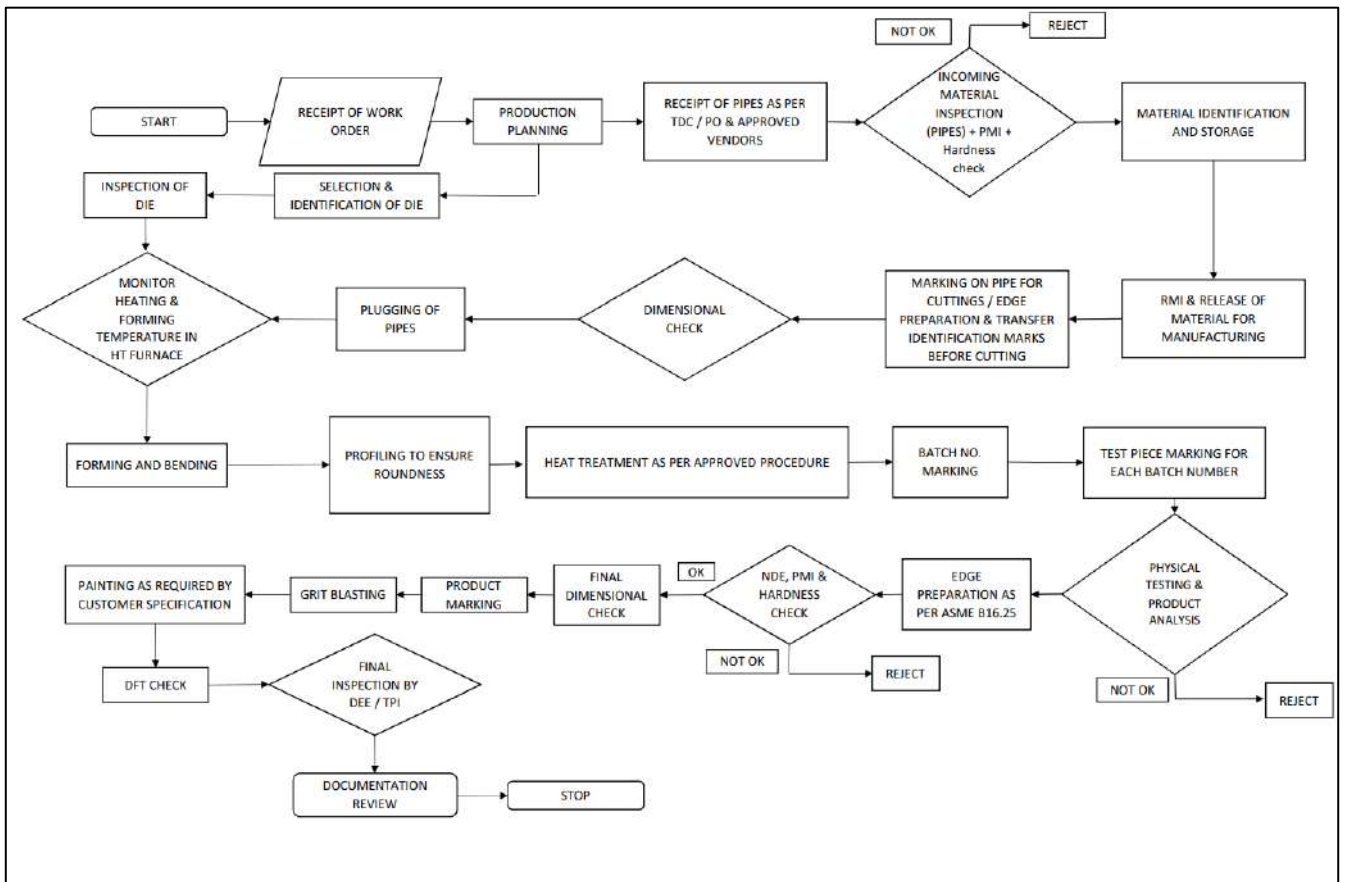 NOT OK
REJECT
START
RECEIPT OF WORK
ORDER
PRODUCTION
PLANNING
RECEIPT OF PIPES AS PER
TDC / PO & APPROVED
VENDORS
INCOMING
MATERIAL
INSPECTION
(PIPES) + PMI +
Hardness
check
MATERIAL IDENTIFICATION
AND STORAGE
INSPECTION OF
DIE
SELECTION &
IDENTIFICATION OF DIE
MONITOR
HEATING &
FORMING
TEMPERATURE IN
HT FURNACE
PLUGGING OF
PIPES
DIMENSIONAL
CHECK
MARKING ON PIPE FOR
CUTTINGS / EDGE
PREPARATION & TRANSFER
IDENTIFICATION MARKS
BEFORE CUTTING
RMI & RELEASE OF
MATERIAL FOR
MANUFACTURING
FORMING AND BENDING
PROFILING TO ENSURE
ROUNDNESS
HEAT TREATMENT AS PER APPROVED PROCEDURE
BATCH NO.
MARKING
TEST PIECE MARKING FOR
EACH BATCH NUMBER
PAINTING AS REQUIRED BY
CUSTOMER SPECIFICATION
GRIT BLASTING
PRODUCT
MARKING
FINAL
DIMENSIONAL
CHECK
OK
NDE, PMI &
HARDNESS
CHECK
NOT OK
REJECT
EDGE
PREPARATION AS
PER ASME B16.25
PHYSICAL
TESTING &
PRODUCT
ANALYSIS
NOT OK
REJECT
DFT CHECK
FINAL
INSPECTION BY
DEE / TPI
DOCUMENTATION
REVIEW
STOP